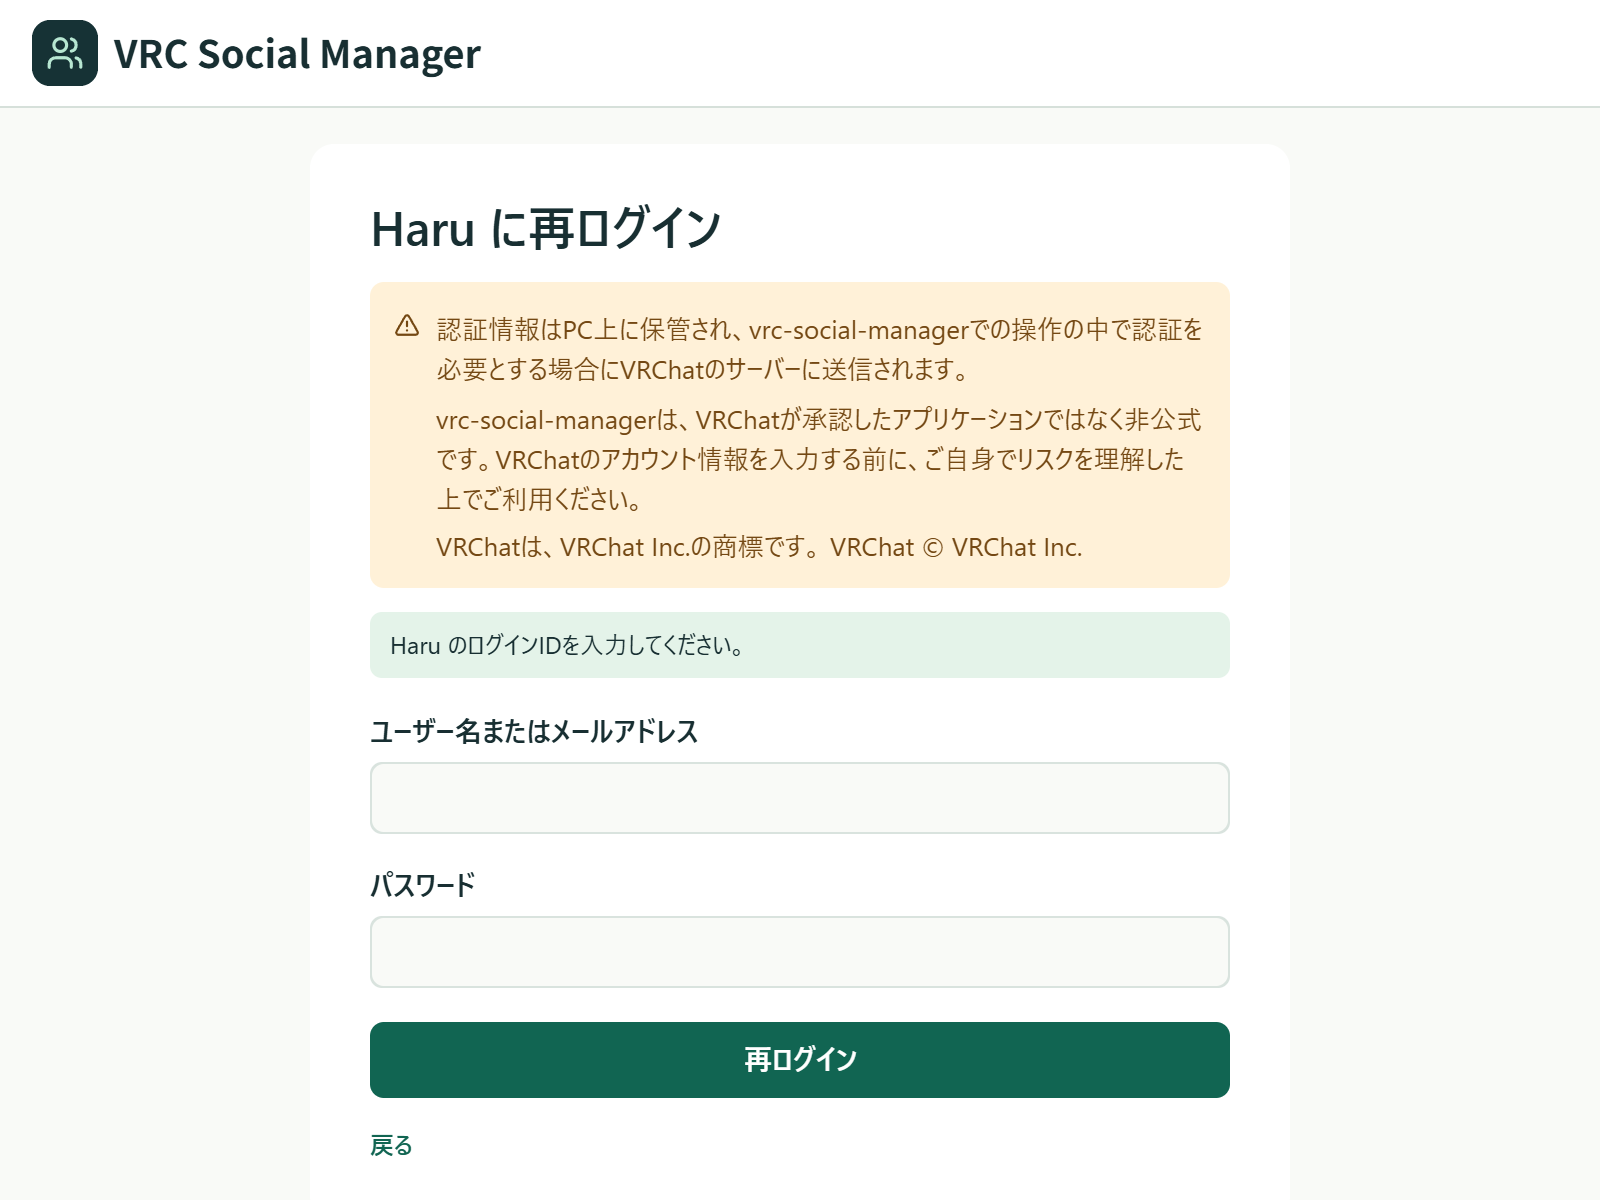 VRC Social Manager
Haru に再ログイン
認証情報はPC上に保管され、vrc-social-managerでの操作の中で認証を
必要とする場合にVRChatのサーバーに送信されます。
vrc-social-managerは、VRChatが承認したアプリケーションではなく非公式
です。VRChatのアカウント情報を入力する前に、ご自身でリスクを理解した
上でご利用ください。
VRChatは、VRChat Inc.の商標です。 VRChat © VRChat Inc.
Haru のログインIDを入力してください。
ユーザー名またはメールアドレス
パスワード
再ログイン
戻る